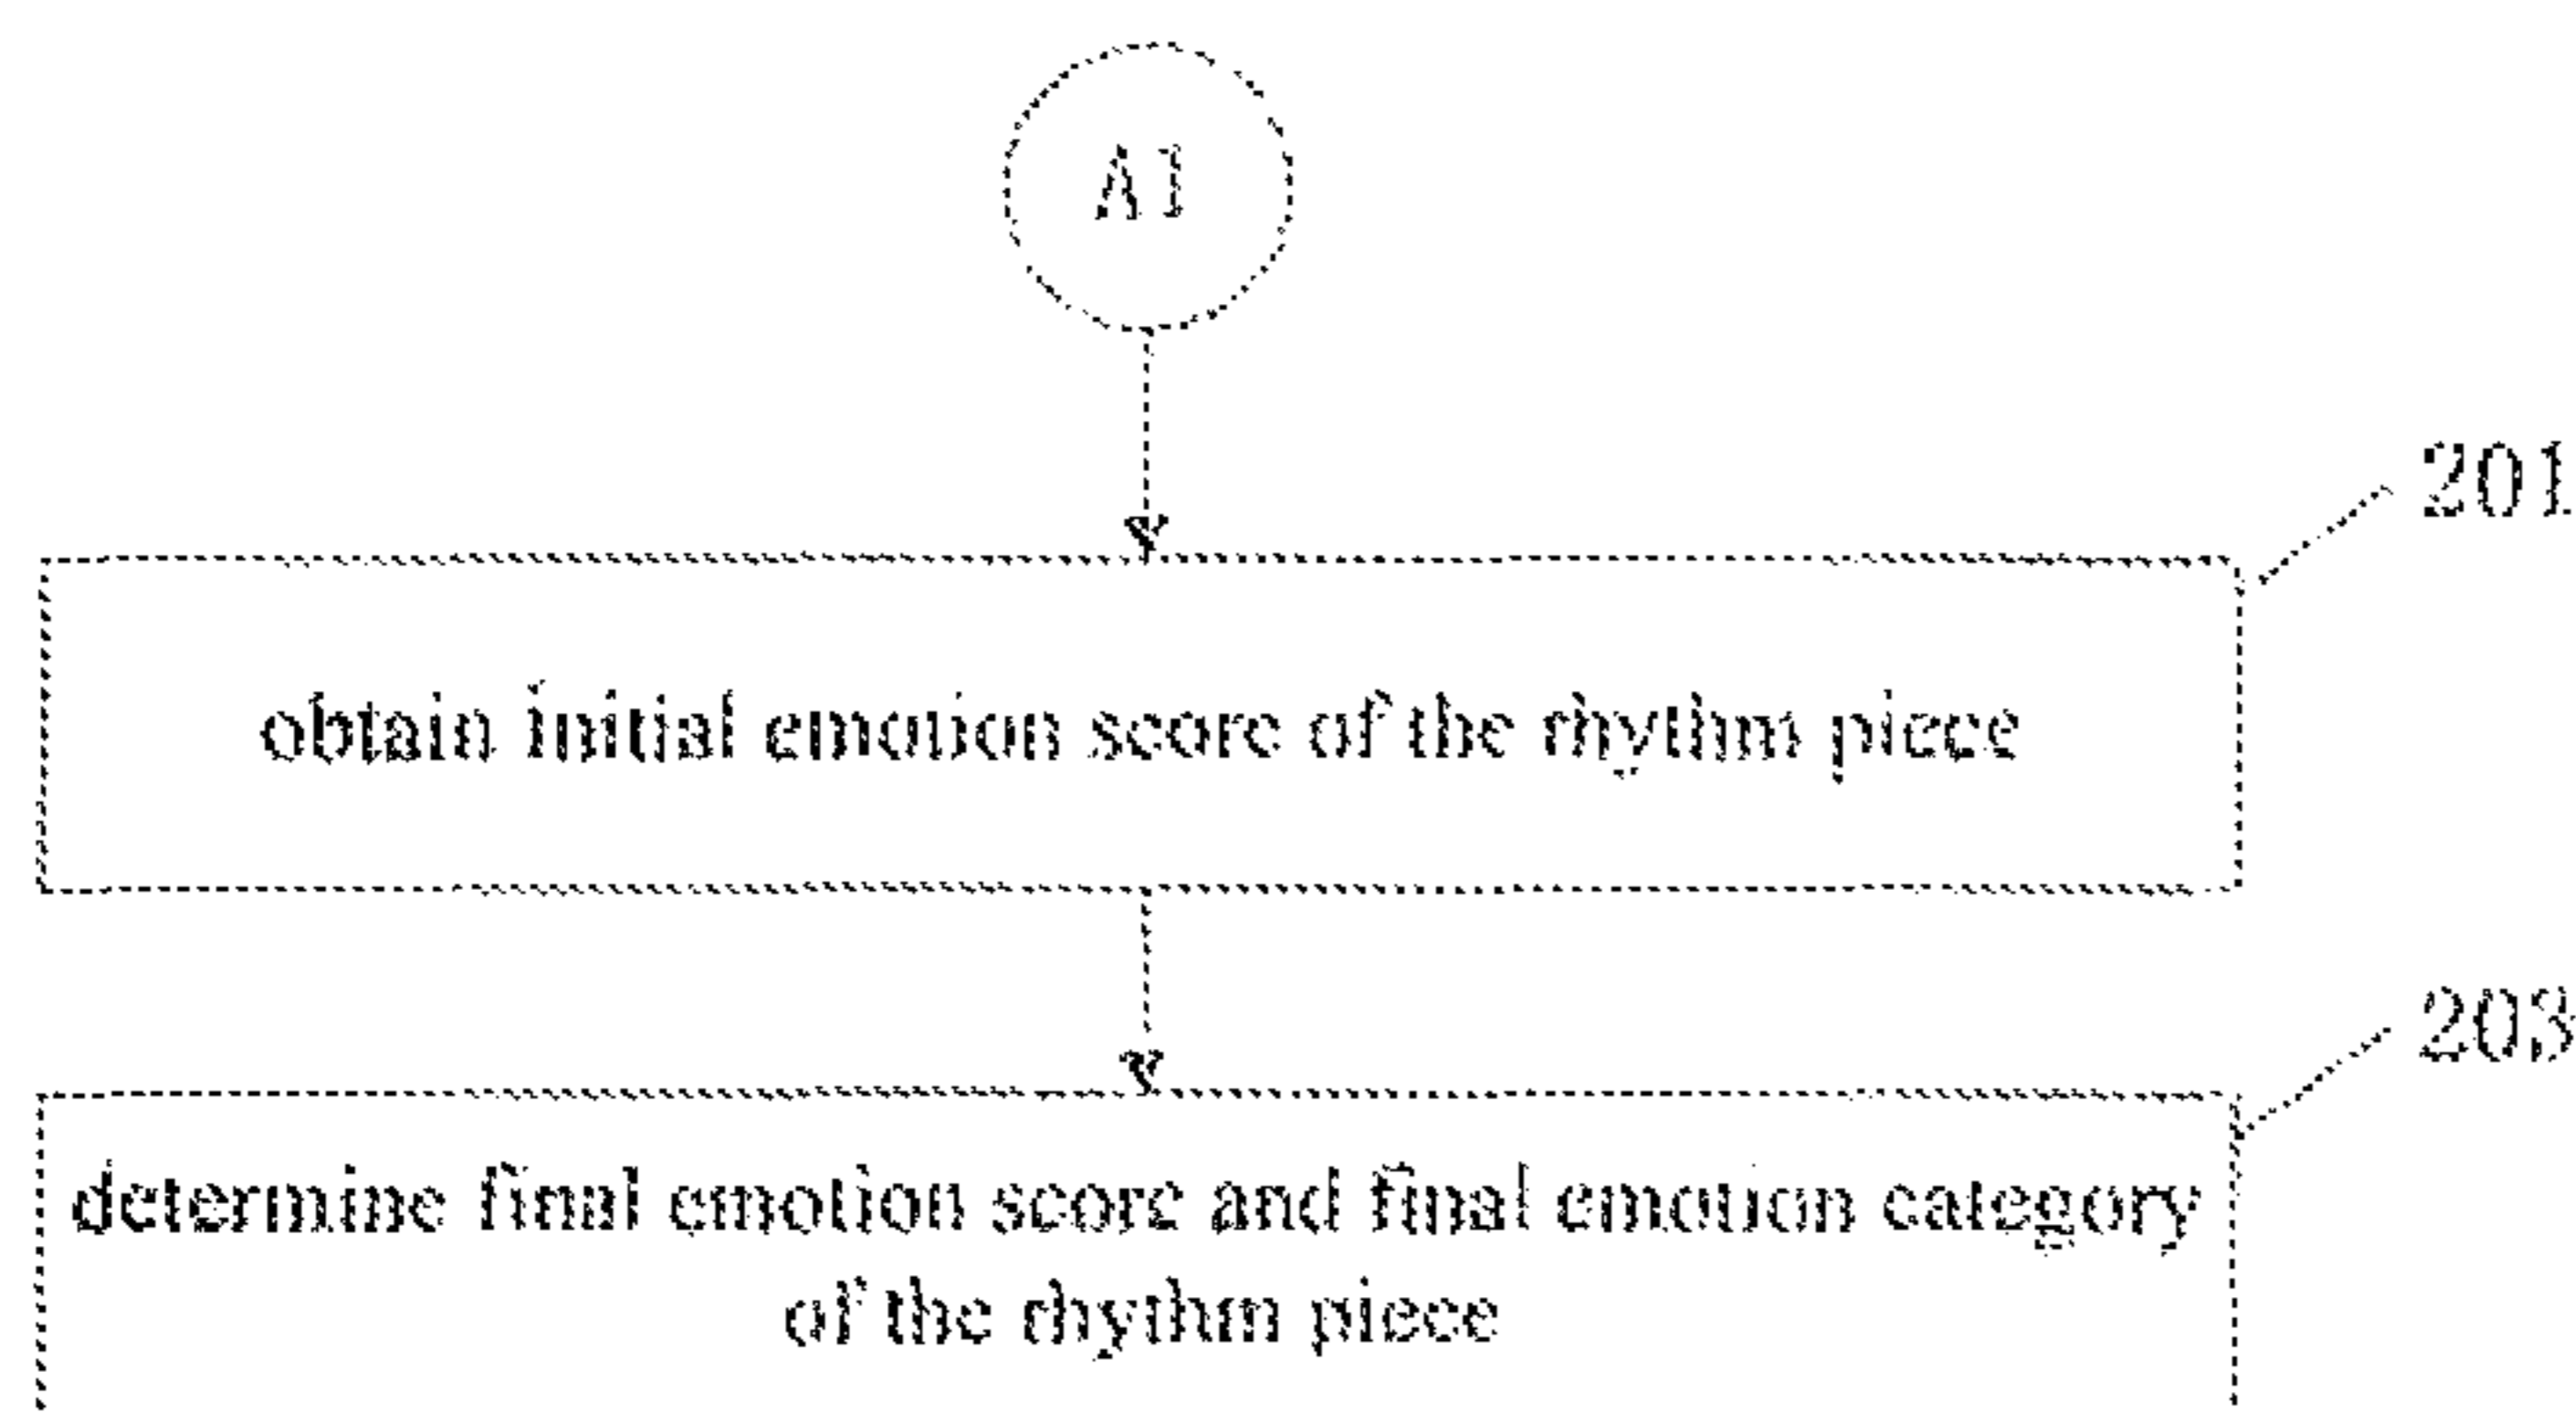 A1
201
obtain initial emotion score of the rhythm piece
203
determine final emotion score and final emotion category
of the rhythm piece